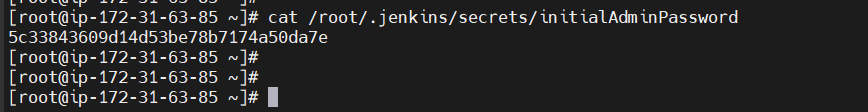 [root@ip-172-31-63-85 ~]# cat /root/.jenkins/secrets/initialAdminPassword
5c33843609d14d53be78b7174a50da7e
[root@ip-172-31-63-85 ~]#
[root@ip-172-31-63-85 ~]#
[root@ip-172-31-63-85 ~]#